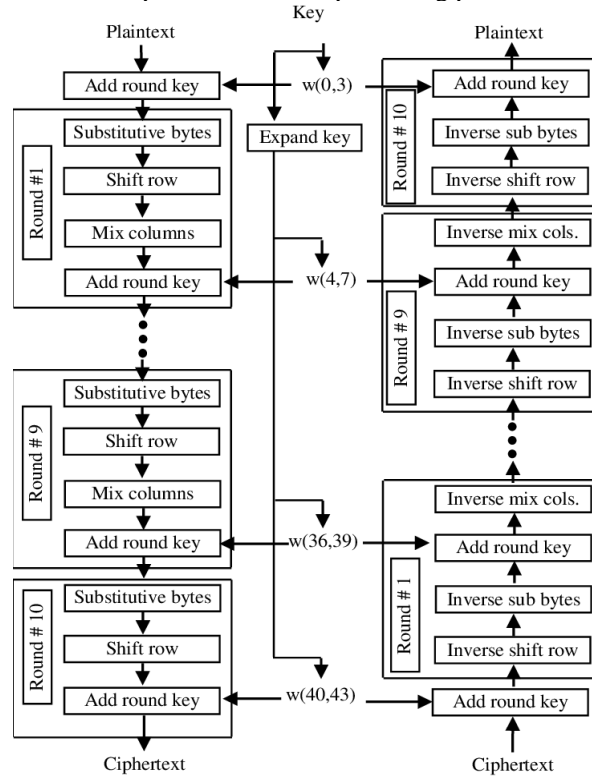 Key
Plaintext
Add round key
Round #1
Substitutive bytes
Shift row
Mix columns
Add round key
Round # 9
Substitutive bytes
Shift row
Mix columns
Add round key
Round # 10
Substitutive bytes
Shift row
Add round key
Ciphertext
w(0,3)
Expand key
w(4,7)
w(36,39)
w(40,43)
Plaintext
Round # 10
Add round key
Inverse sub bytes
Inverse shift row
Round # 9
Inverse mix cols.
Add round key
Inverse sub bytes
Inverse shift row
Round # 1
Inverse mix cols.
Add round key
Inverse sub bytes
Inverse shift row
Add round key
Ciphertext